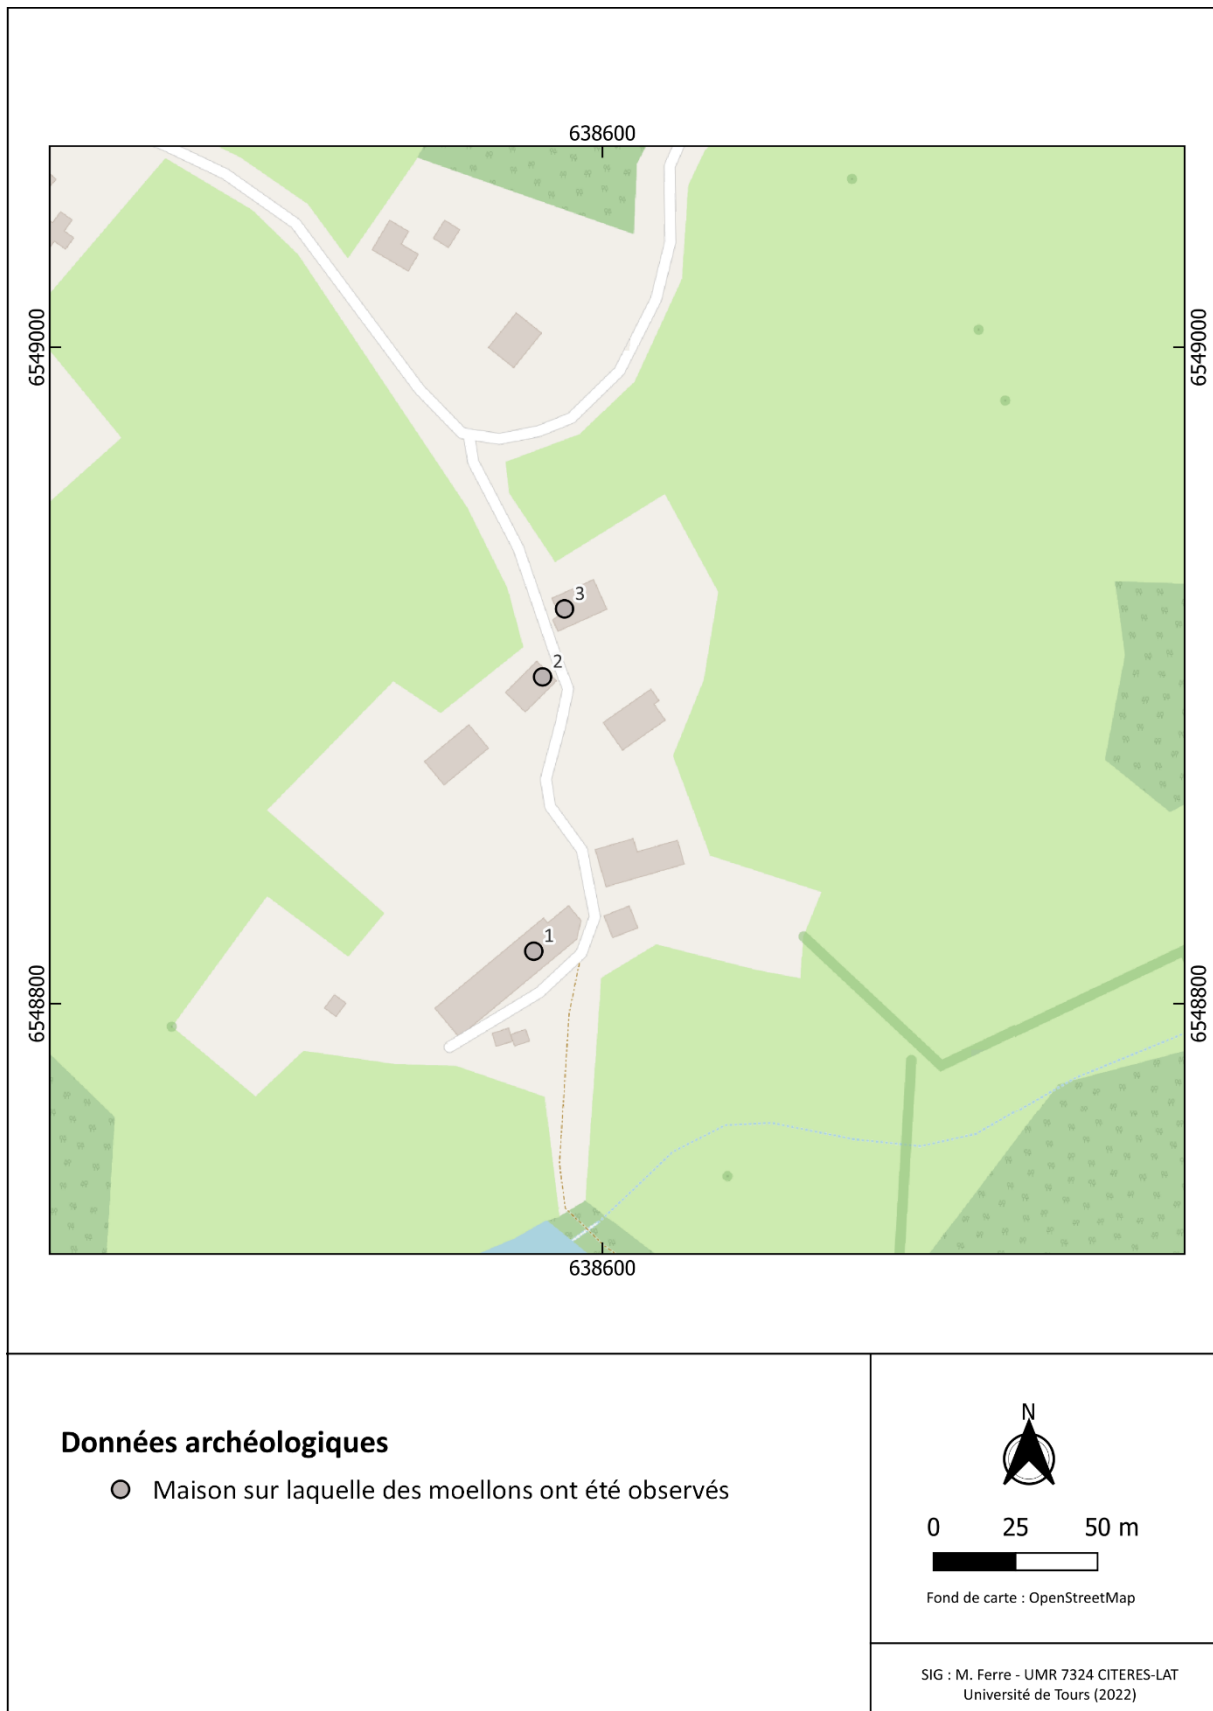 638600
6549000
6549000
3
2
1
6548800
6548800
638600
Données archéologiques
Maison sur laquelle des moellons ont été observés
N
0 25 50 m
Fond de carte : OpenStreetMap
SIG : M. Ferre - UMR 7324 CITERES-LAT
Université de Tours (2022)